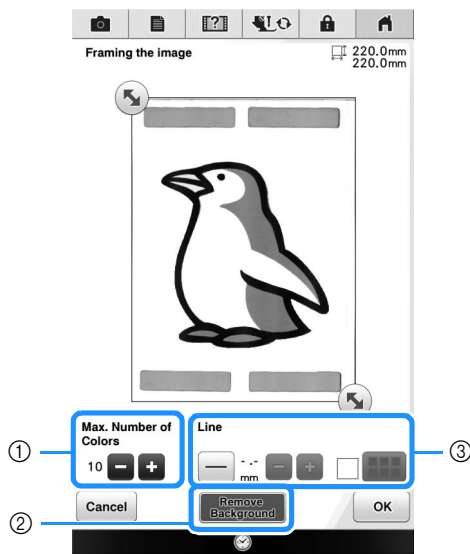 Framing the image
220.0mm
220.0mm
Max. Number of
Colors
10 - +
Line
-.-
mm
- +
Cancel
Remove
Background
OK
①
②
③